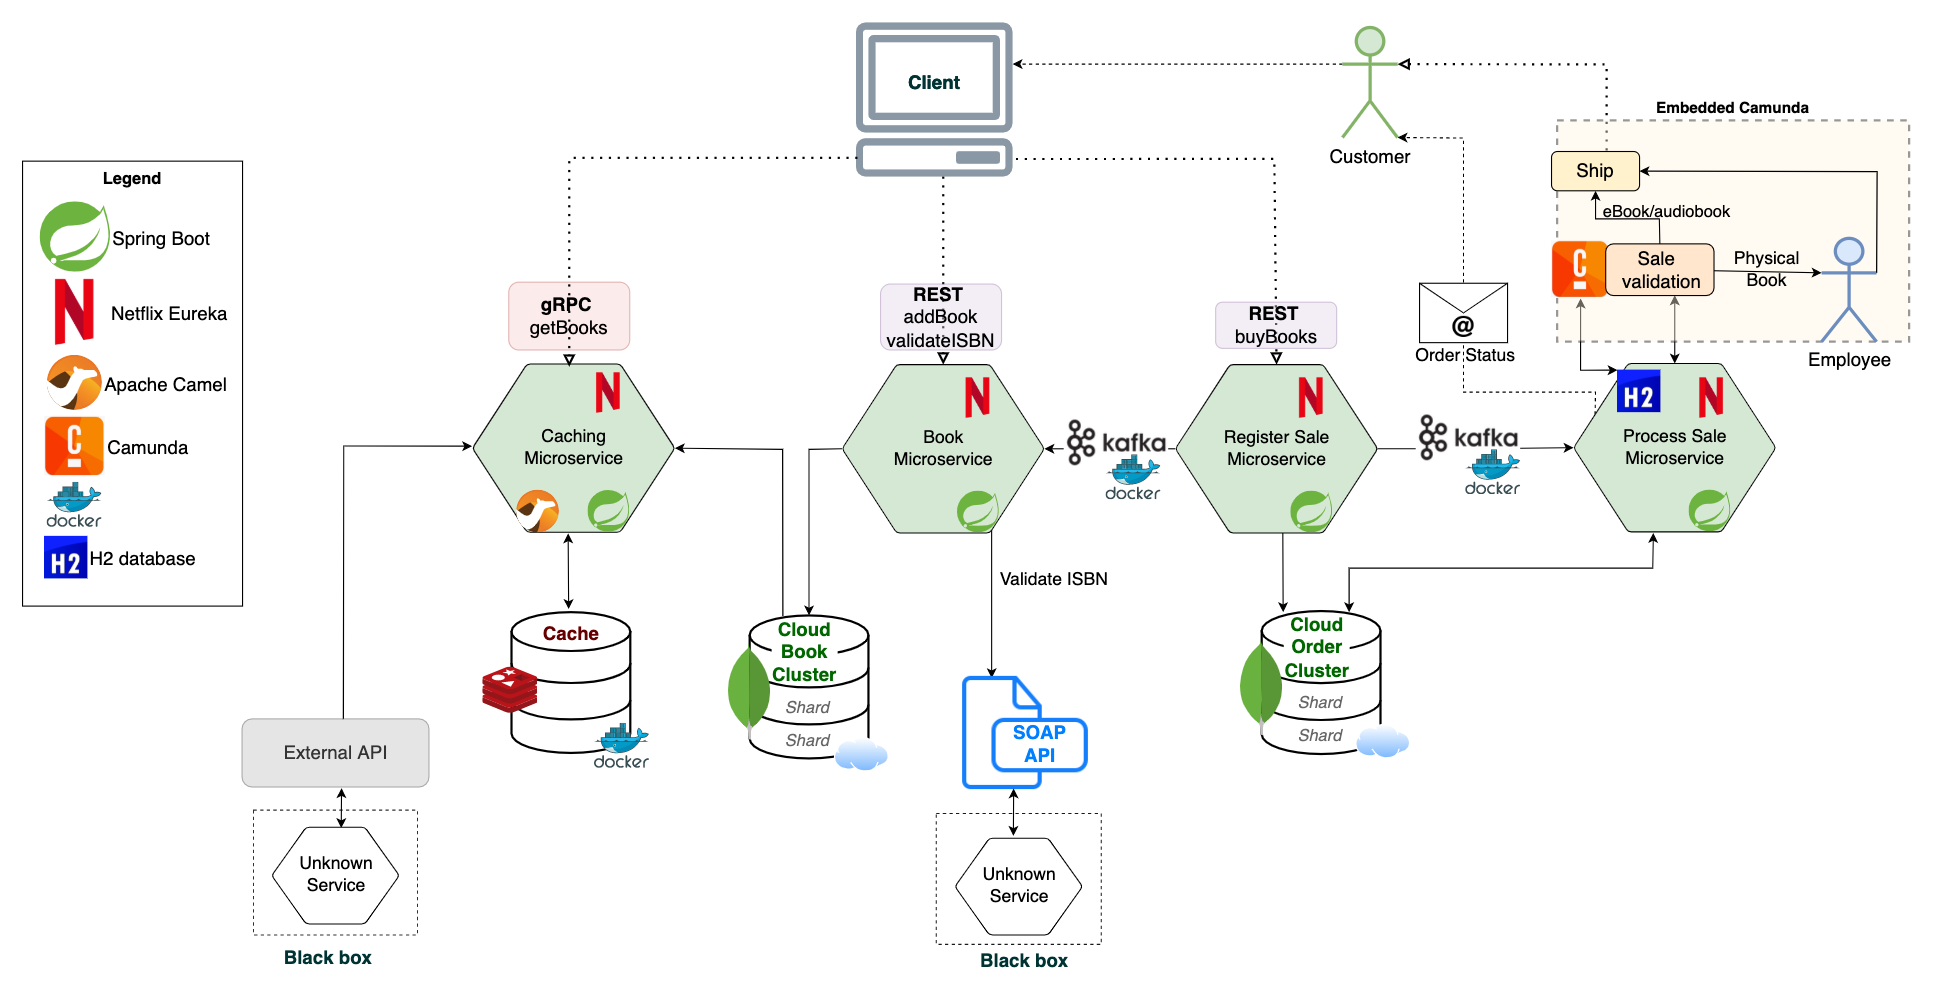 Client
Customer
Embedded Camunda
Ship
eBook/audiobook
C
Sale
validation
Physical
Book
Employee
Legend
Spring Boot
N
Netflix Eureka
Apache Camel
C
Camunda
docker
H2
H2 database
gRPC
getBooks
REST
addBook
validateISBN
REST
buyBooks
@
Order Status
N
Caching
Microservice
N
Book
Microservice
kafka
docker
N
Register Sale
Microservice
kafka
docker
H2
N
Process Sale
Microservice
Validate ISBN
Cache
docker
Cloud
Book
Cluster
Shard
Shard
SOAP
API
Cloud
Order
Cluster
Shard
Shard
External API
Unknown
Service
Black box
Unknown
Service
Black box